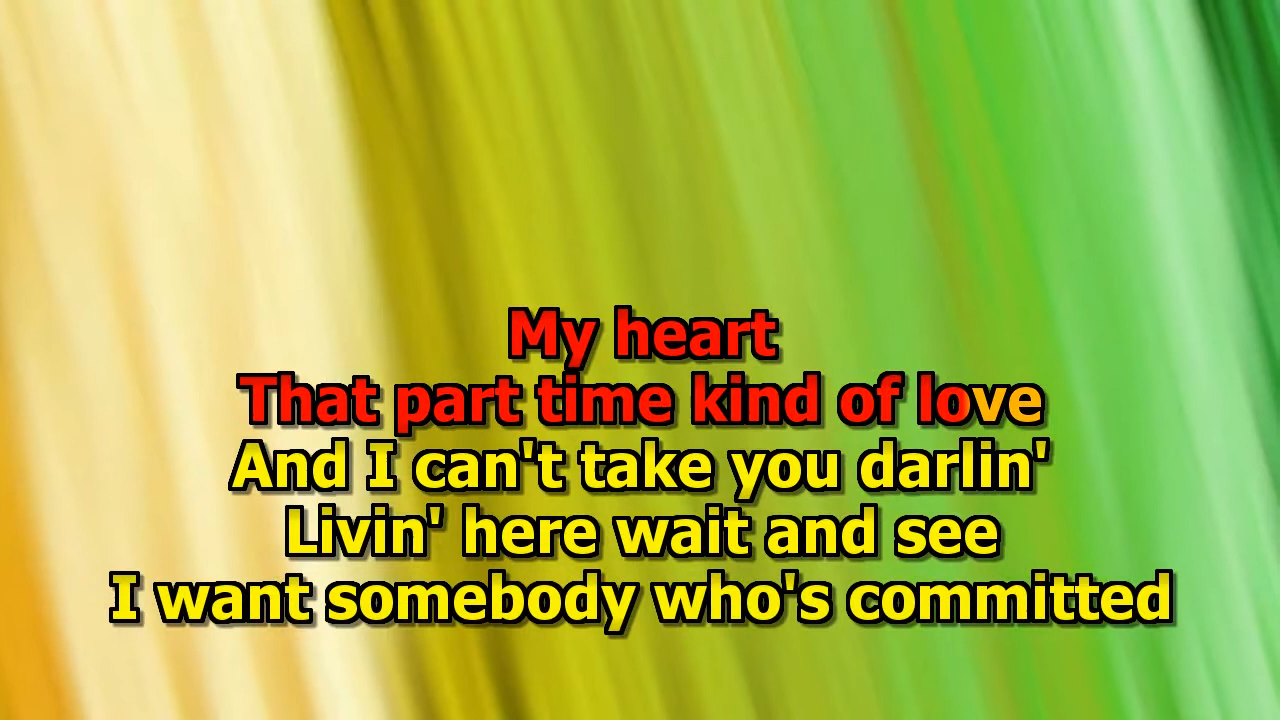 My heart
That part time kind of love
And I can't take you darlin'
Livin' here wait and see
I want somebody who's committed